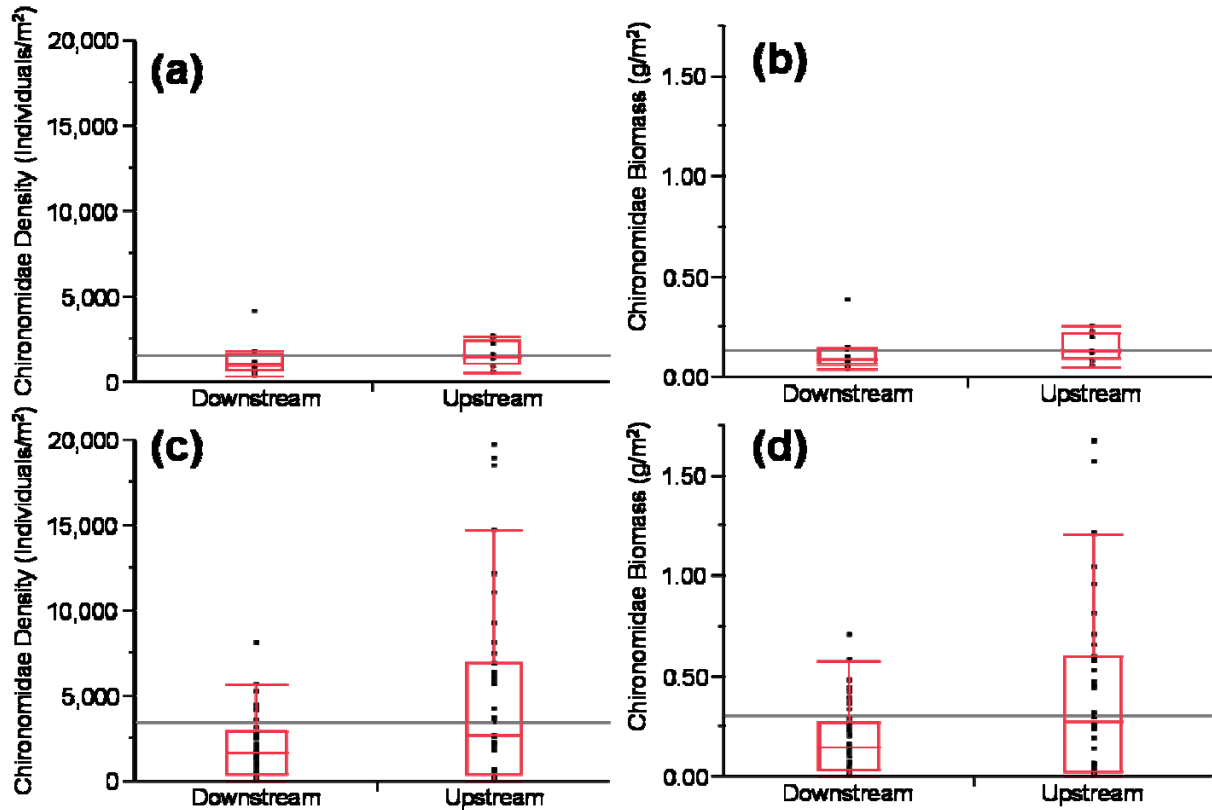 (a)
Chironomidae Density (Individuals/m²)
20,000
15,000
10,000
5,000
0
Downstream
Upstream
(b)
Chironomidae Biomass (g/m²)
1.50
1.00
0.50
0.00
Downstream
Upstream
(c)
Chironomidae Density (Individuals/m²)
20,000
15,000
10,000
5,000
0
Downstream
Upstream
(d)
Chironomidae Biomass (g/m²)
1.50
1.00
0.50
0.00
Downstream
Upstream